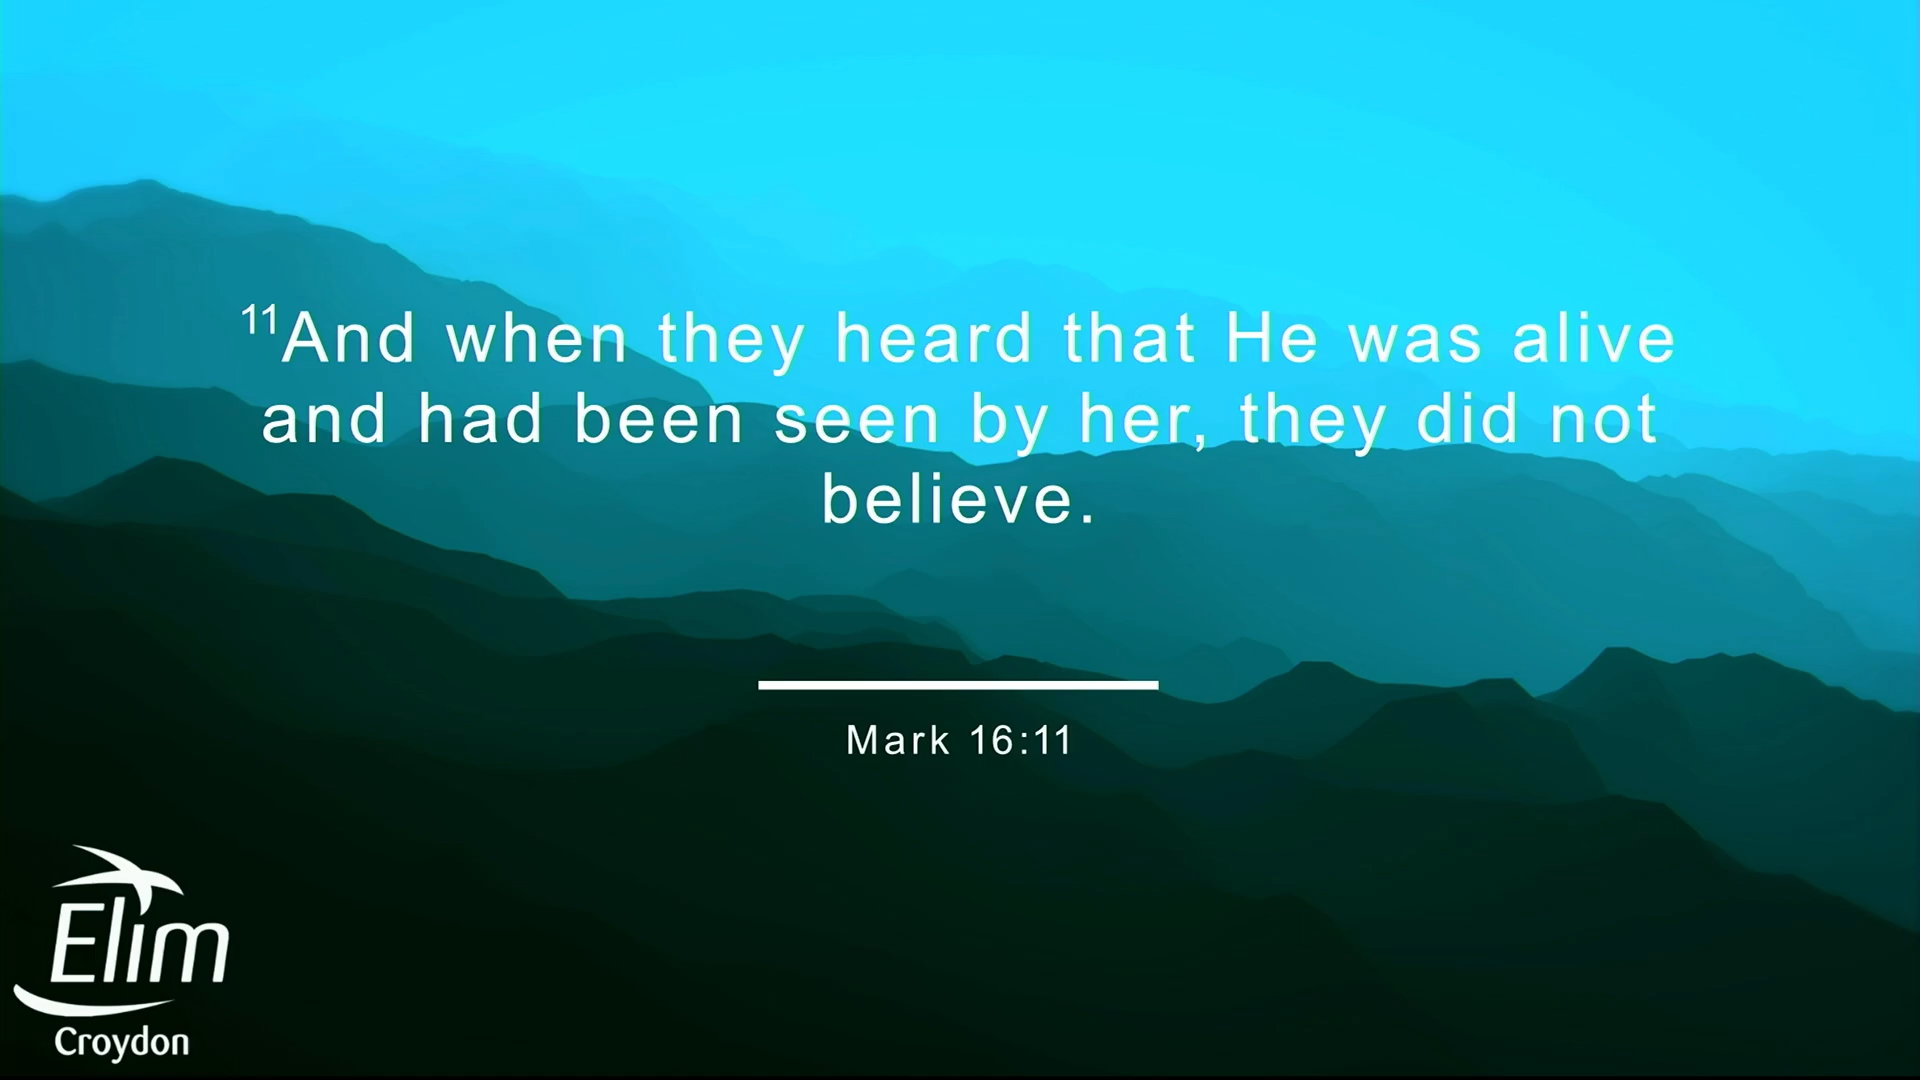 11And when they heard that He was alive
and had been seen by her, they did not
believe.
Mark 16:11
Elim
Croydon